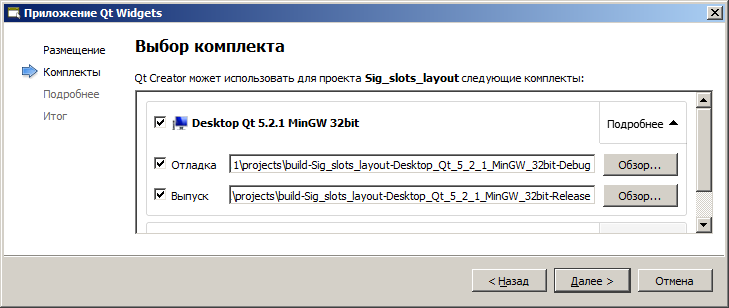 Приложение Qt Widgets
Размещение
Комплекты
Подробнее
Итог
Выбор комплекта
Qt Creator может использовать для проекта Sig_slots_layout следующие комплекты:
Desktop Qt 5.2.1 MinGW 32bit
Подробнее
Отладка 1\projects\build-Sig_slots_layout-Desktop_Qt_5_2_1_MinGW_32bit-Debug Обзор...
Выпуск \projects\build-Sig_slots_layout-Desktop_Qt_5_2_1_MinGW_32bit-Release Обзор...
< Назад Далее > Отмена